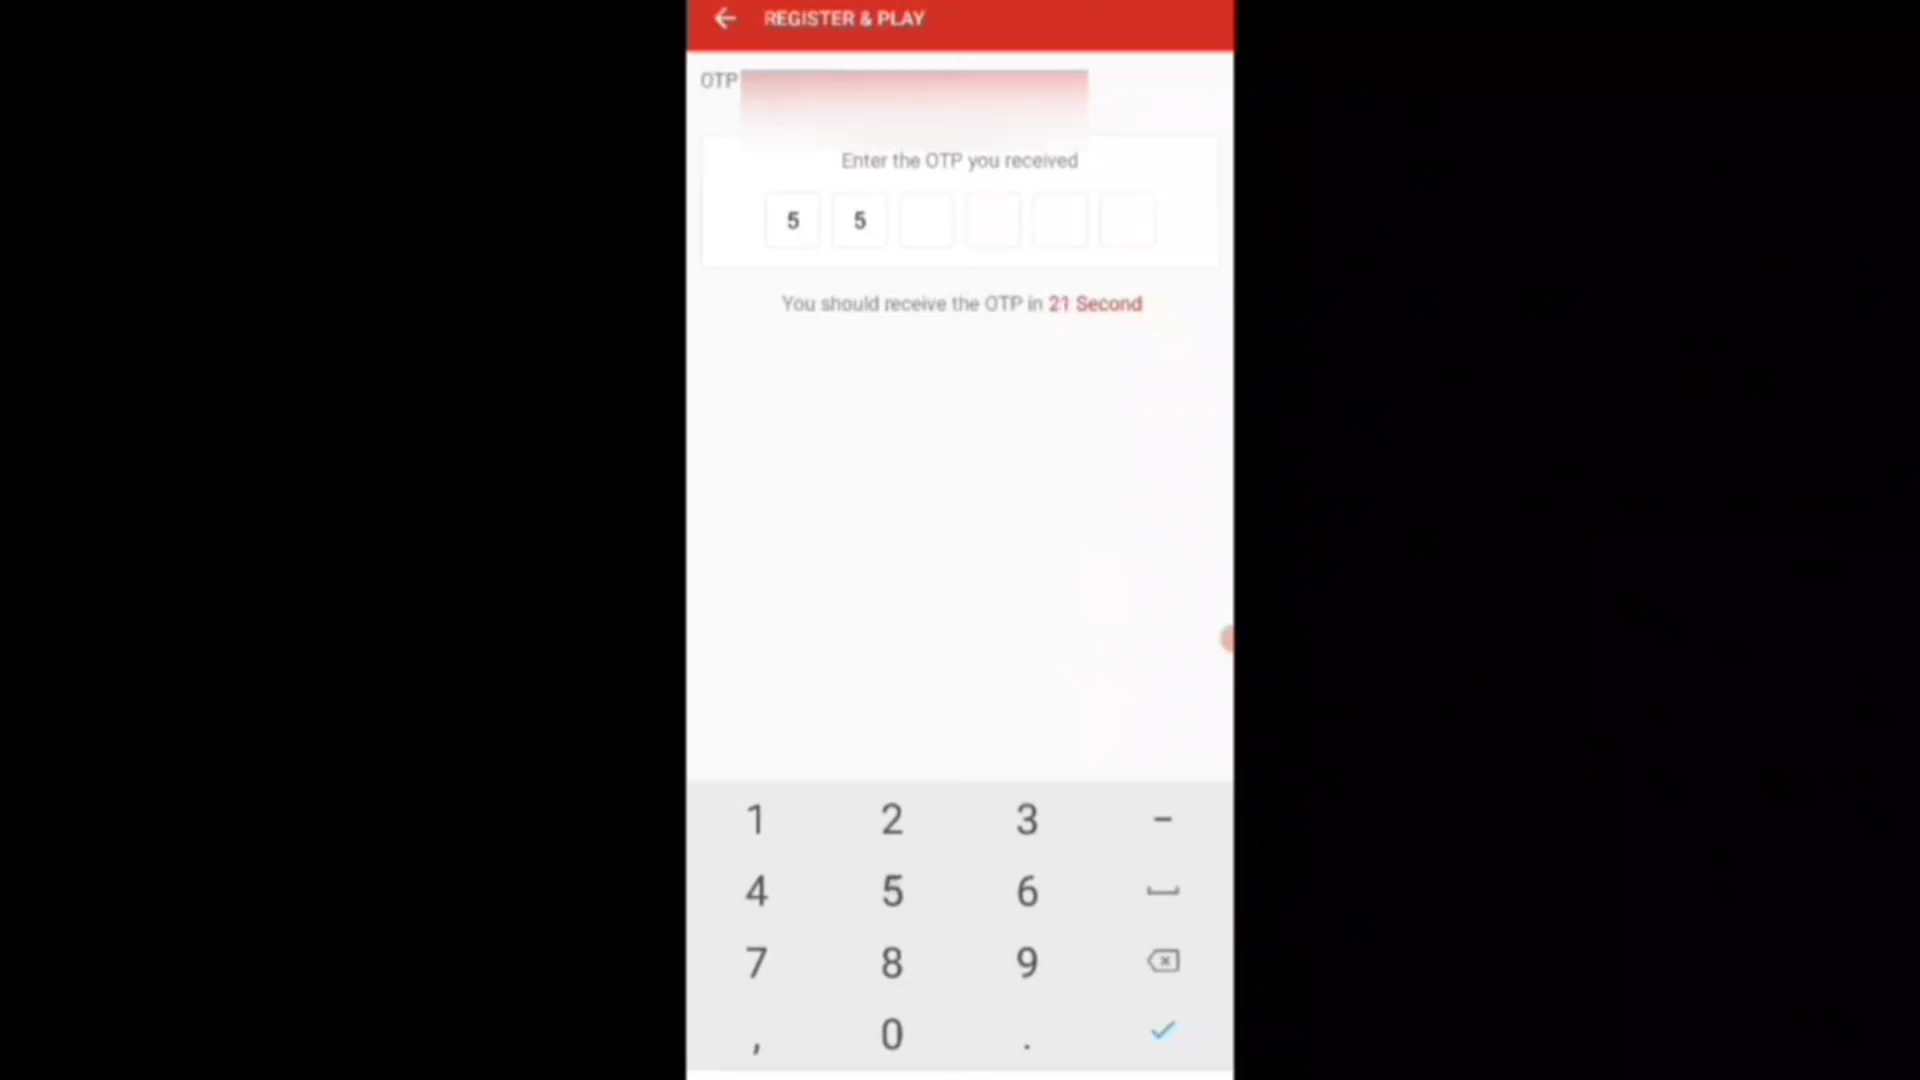 REGISTER & PLAY
OTP
Enter the OTP you received
5 5
You should receive the OTP in 21 Second
1 2 3 -
4 5 6
7 8 9
, 0 .